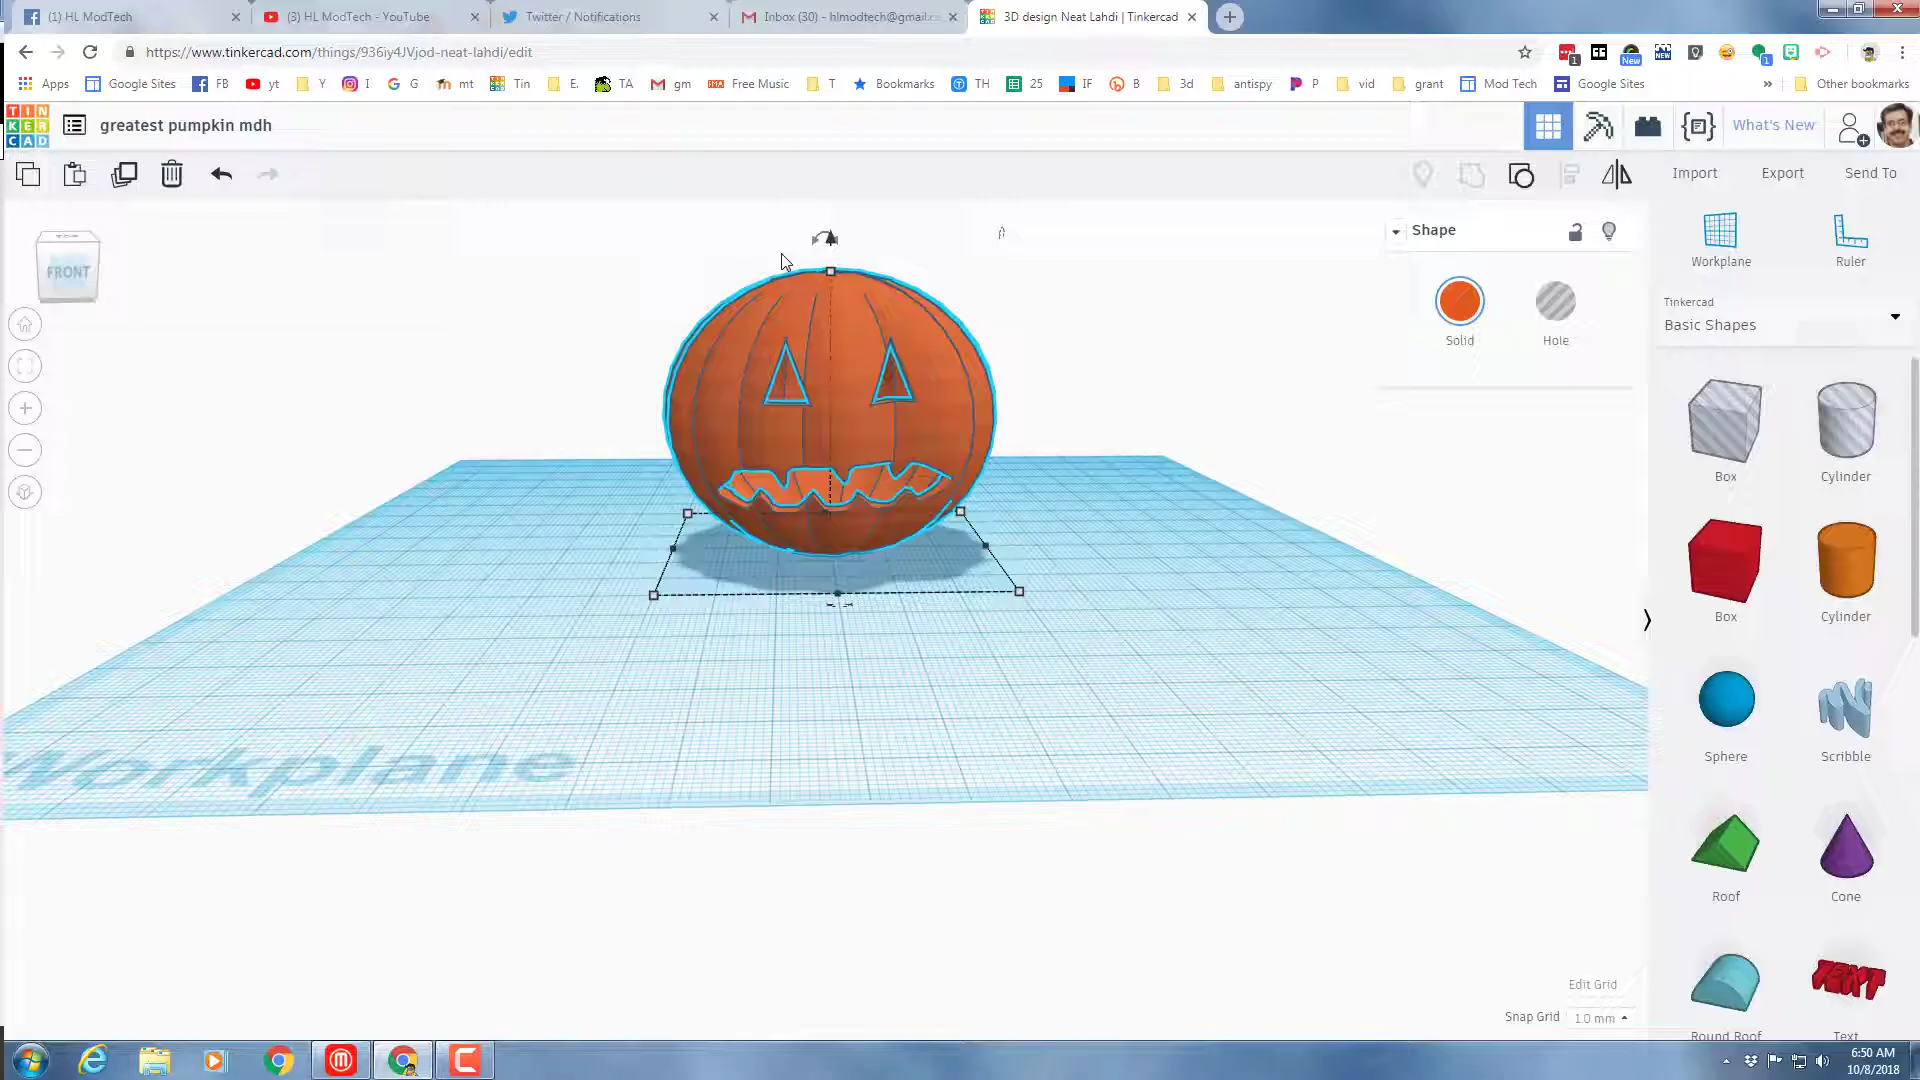 (1) HL ModTech
(3) HL ModTech - YouTube
Twitter / Notifications
Inbox (30) - hlmodtech@gmail.c
3D design Neat Lahdi | Tinkercad
https://www.tinkercad.com/things/936iy4JVjod-neat-lahdi/edit
1
New
1
Apps
Google Sites
FB
yt
Y
I
G
mt
Tin
E.
TA
gm
Free Music
T
Bookmarks
TH
25
IF
B
3d
antispy
P
vid
grant
Mod Tech
Google Sites
»
Other bookmarks
TIN
KER
CAD
greatest pumpkin mdh
What's New
Import
Export
Send To
TOP
FRONT
Shape
Solid
Hole
Workplane
Ruler
Tinkercad
Basic Shapes
Box
Cylinder
Box
Cylinder
Sphere
Scribble
Roof
Cone
Round Roof
Text
TEXT
Workplane
Edit Grid
Snap Grid
1.0 mm
6:50 AM
10/8/2018